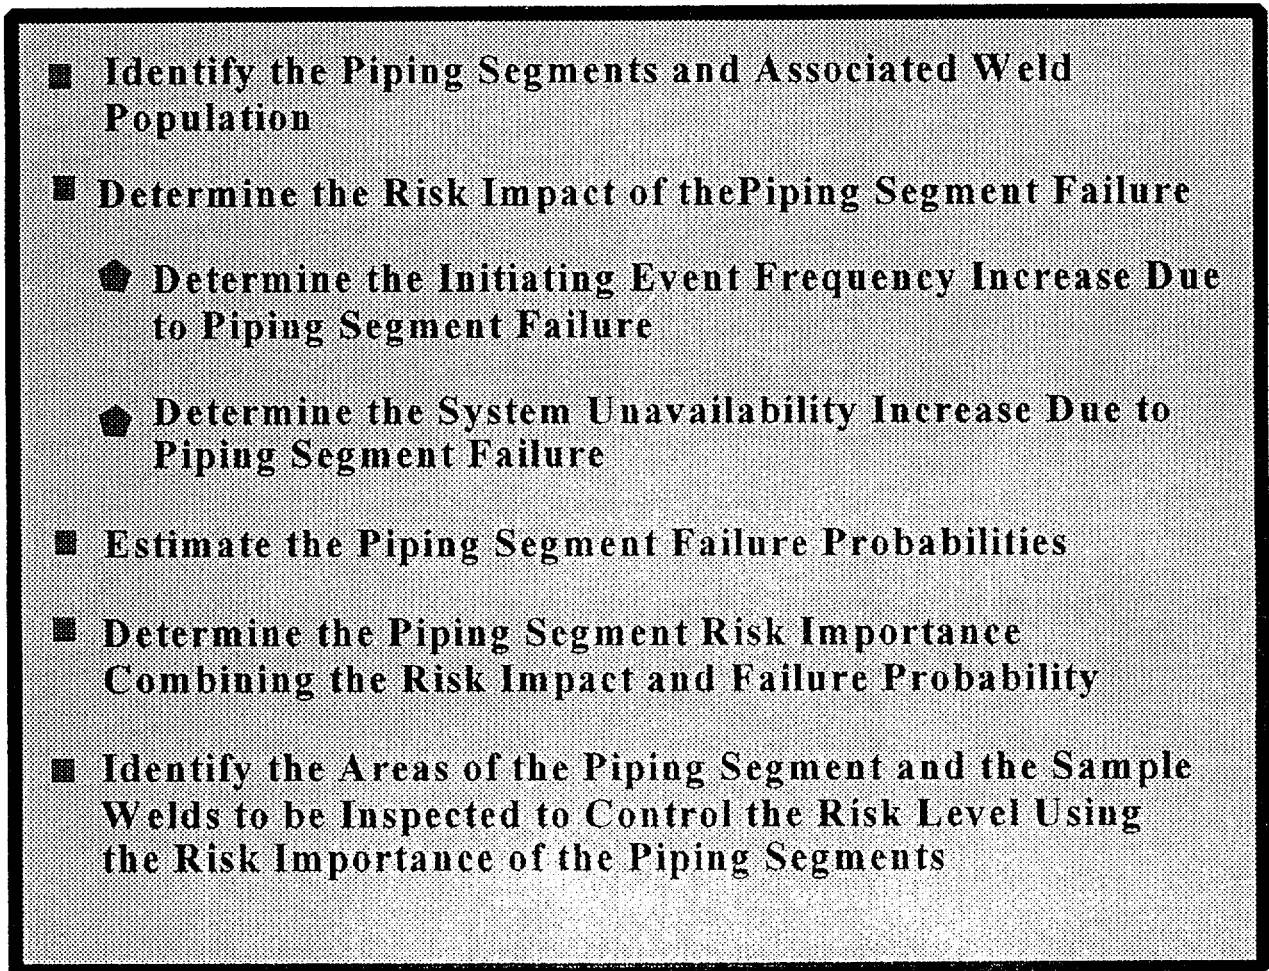 Identify the Piping Segments and Associated Weld
Population
Determine the Risk Impact of thePiping Segment Failure
Determine the Initiating Event Frequency Increase Due
to Piping Segment Failure
Determine the System Unavailability Increase Due to
Piping Segment Failure
Estimate the Piping Segment Failure Probabilities
Determine the Piping Segment Risk Importance
Combining the Risk Impact and Failure Probability
Identify the Areas of the Piping Segment and the Sample
Welds to be Inspected to Control the Risk Level Using
the Risk Importance of the Piping Segments